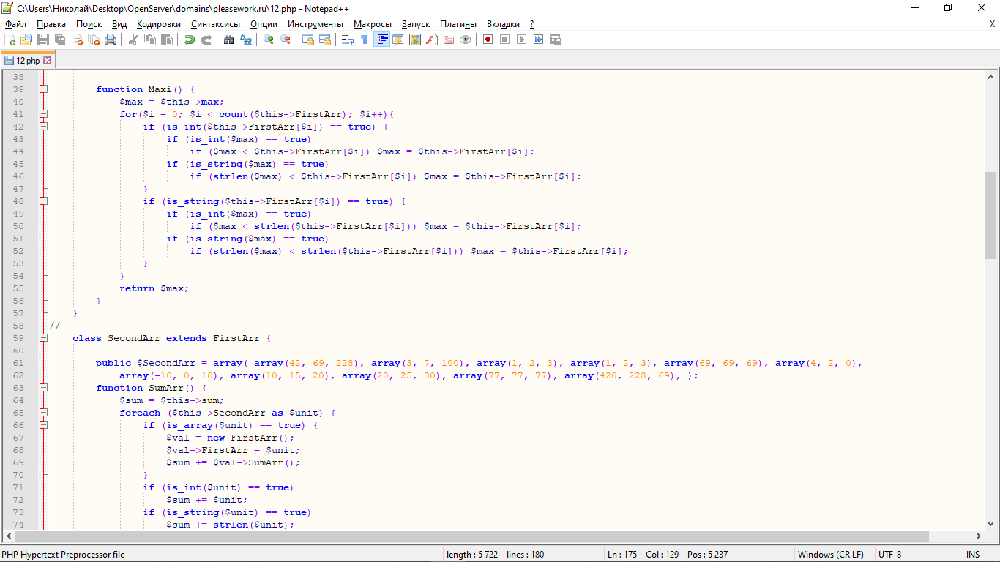 C:\Users\Николай\Desktop\OpenServer\domains\pleasework.ru\12.php - Notepad++
Файл Правка Поиск Вид Кодировки Синтаксисы Опции Инструменты Макросы Запуск Плагины Вкладки ? X
12.php
38
39 function Maxi() {
40 $max = $this->max;
41 for($i = 0; $i < count($this->FirstArr); $i++){
42 if (is_int($this->FirstArr[$i]) == true) {
43 if (is_int($max) == true)
44 if ($max < $this->FirstArr[$i]) $max = $this->FirstArr[$i];
45 if (is_string($max) == true)
46 if (strlen($max) < $this->FirstArr[$i]) $max = $this->FirstArr[$i];
47 }
48 if (is_string($this->FirstArr[$i]) == true) {
49 if (is_int($max) == true)
50 if ($max < strlen($this->FirstArr[$i])) $max = $this->FirstArr[$i];
51 if (is_string($max) == true)
52 if (strlen($max) < strlen($this->FirstArr[$i])) $max = $this->FirstArr[$i];
53 }
54 }
55 return $max;
56 }
57 }
58 //--------------------------------------------------------------------------------------------------------
59 class SecondArr extends FirstArr {
60
61 public $SecondArr = array( array(42, 69, 228), array(3, 7, 100), array(1, 2, 3), array(1, 2, 3), array(69, 69, 69), array(4, 2, 0),
62 array(-10, 0, 10), array(10, 15, 20), array(20, 25, 30), array(77, 77, 77), array(420, 228, 69), );
63 function SumArr() {
64 $sum = $this->sum;
65 foreach ($this->SecondArr as $unit) {
66 if (is_array($unit) == true) {
67 $val = new FirstArr();
68 $val->FirstArr = $unit;
69 $sum += $val->SumArr();
70 }
71 if (is_int($unit) == true)
72 $sum += $unit;
73 if (is_string($unit) == true)
74 $sum += strlen($unit);
PHP Hypertext Preprocessor file length : 5 722 lines : 180 Ln : 175 Col : 129 Pos : 5 237 Windows (CR LF) UTF-8 INS